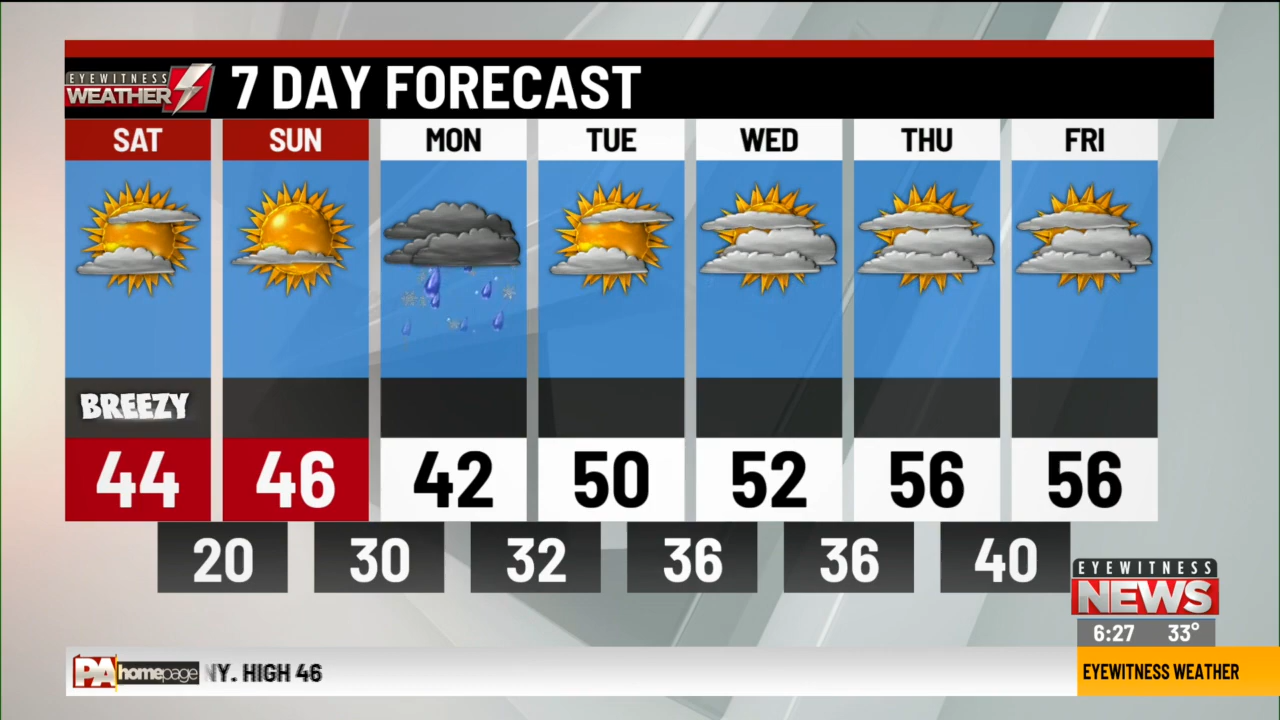 EYEWITNESS
WEATHER
7 DAY FORECAST
SAT SUN MON TUE WED THU FRI
BREEZY
44 46 42 50 52 56 56
20 30 32 36 36 40
EYEWITNESS
NEWS
6:27 33°
PA homepage NY. HIGH 46
EYEWITNESS WEATHER